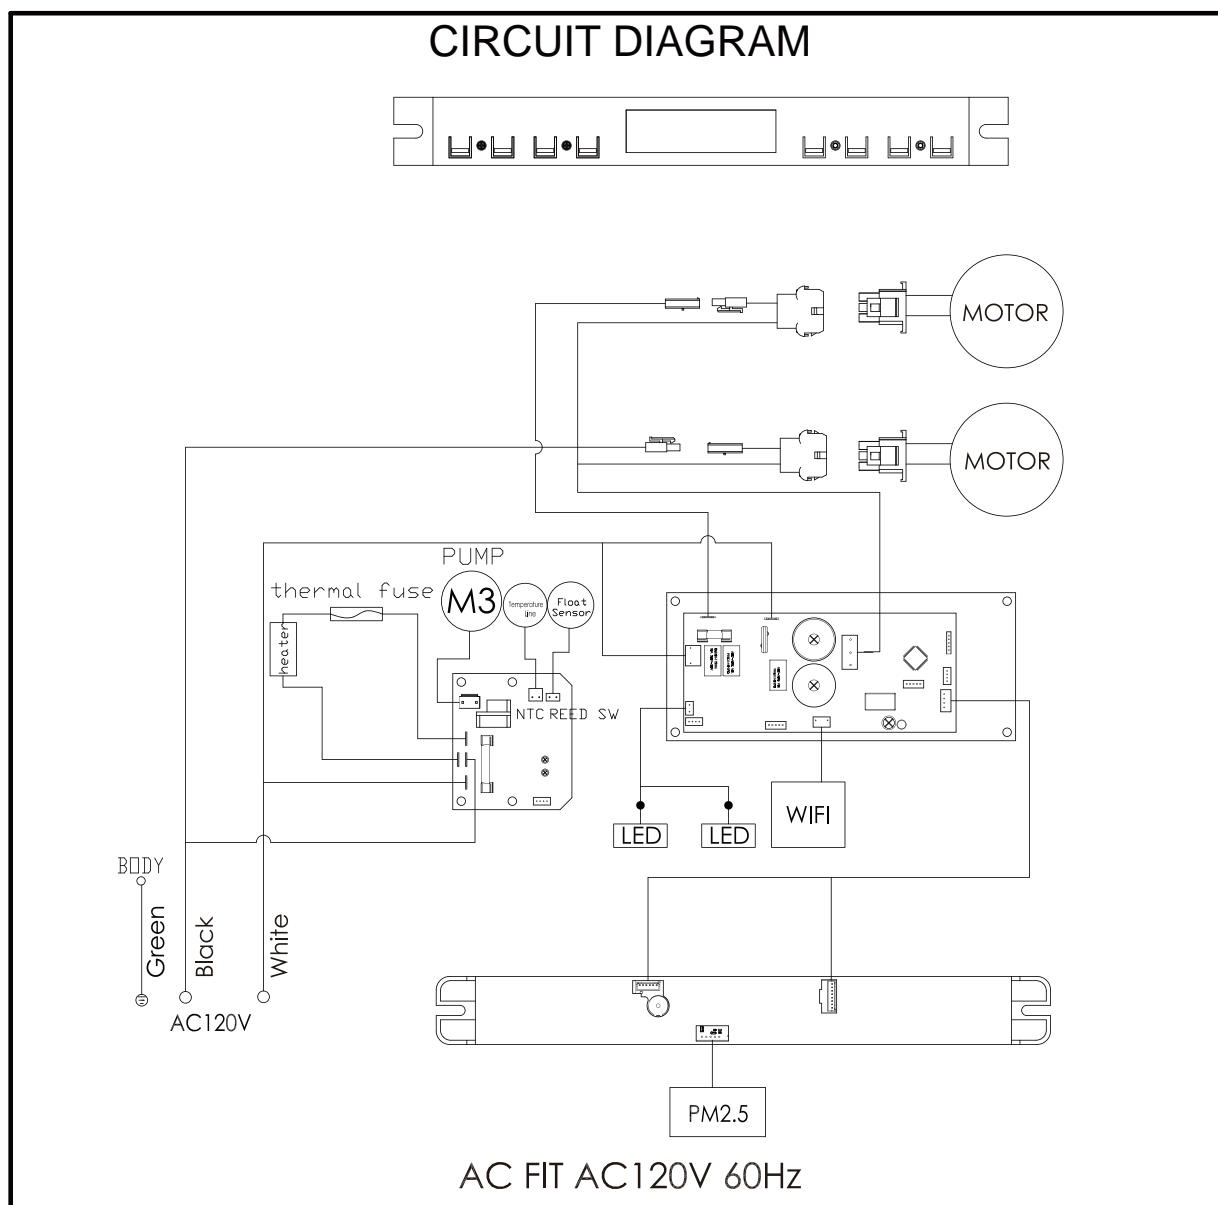 CIRCUIT DIAGRAM
MOTOR
MOTOR
PUMP
thermal fuse
M3
Temperature
line
Float
Sensor
heater
NTC REED SW
LED
LED
WIFI
BODY
Green
Black
White
AC120V
PM2.5
AC FIT AC120V 60Hz